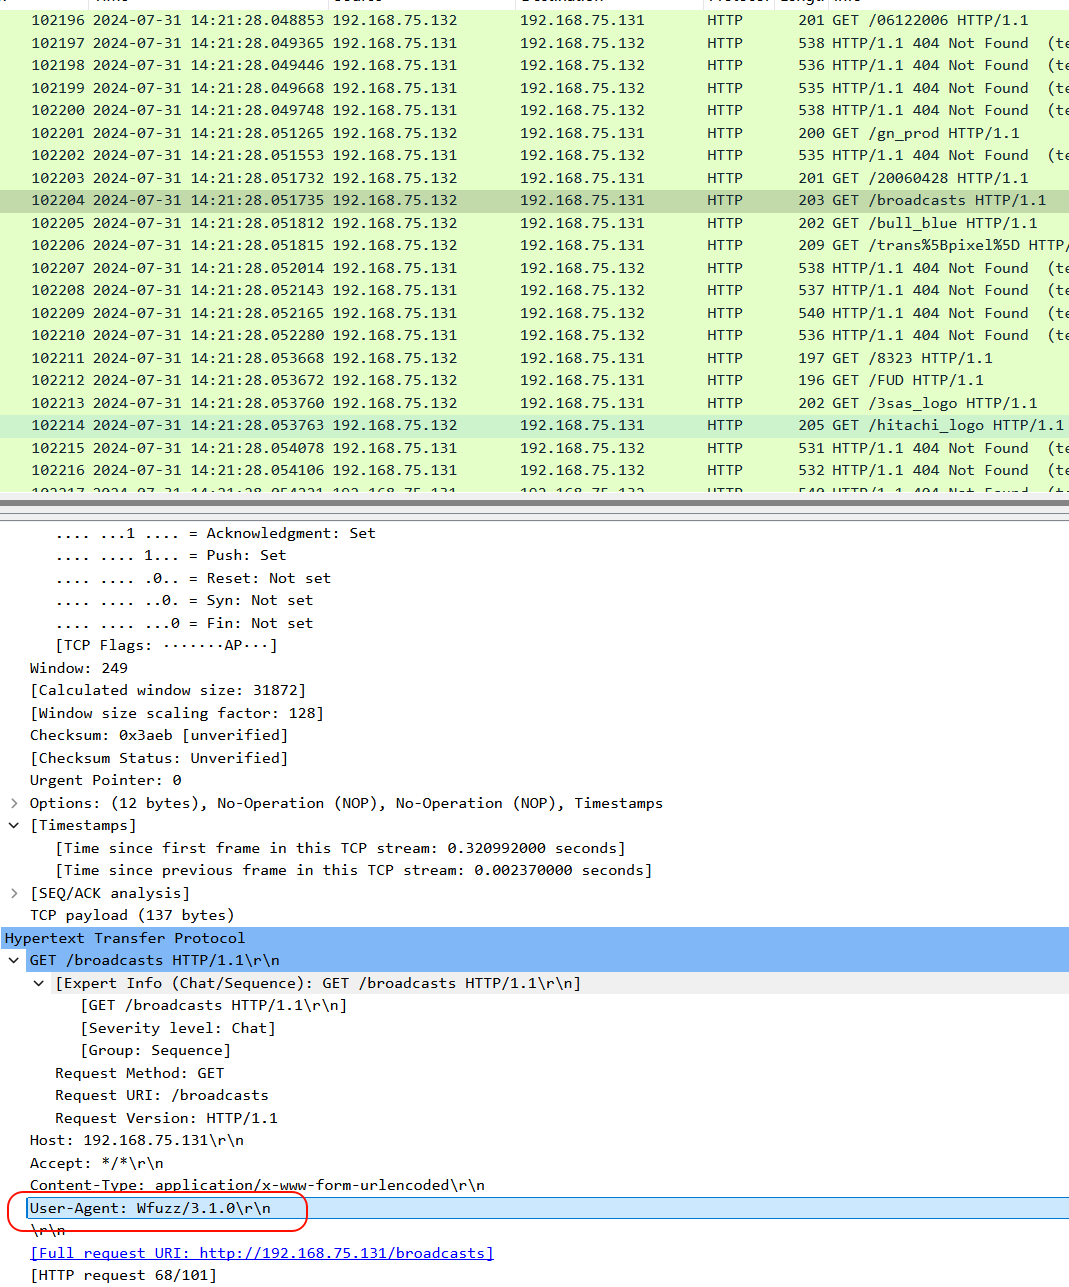 102196 2024-07-31 14:21:28.048853 192.168.75.132 192.168.75.131 HTTP 201 GET /06122006 HTTP/1.1
102197 2024-07-31 14:21:28.049365 192.168.75.131 192.168.75.132 HTTP 538 HTTP/1.1 404 Not Found (te
102198 2024-07-31 14:21:28.049446 192.168.75.131 192.168.75.132 HTTP 536 HTTP/1.1 404 Not Found (te
102199 2024-07-31 14:21:28.049668 192.168.75.131 192.168.75.132 HTTP 535 HTTP/1.1 404 Not Found (te
102200 2024-07-31 14:21:28.049748 192.168.75.131 192.168.75.132 HTTP 538 HTTP/1.1 404 Not Found (te
102201 2024-07-31 14:21:28.051265 192.168.75.132 192.168.75.131 HTTP 200 GET /gn_prod HTTP/1.1
102202 2024-07-31 14:21:28.051553 192.168.75.131 192.168.75.132 HTTP 535 HTTP/1.1 404 Not Found (te
102203 2024-07-31 14:21:28.051732 192.168.75.132 192.168.75.131 HTTP 201 GET /20060428 HTTP/1.1
102204 2024-07-31 14:21:28.051735 192.168.75.132 192.168.75.131 HTTP 203 GET /broadcasts HTTP/1.1
102205 2024-07-31 14:21:28.051812 192.168.75.132 192.168.75.131 HTTP 202 GET /bull_blue HTTP/1.1
102206 2024-07-31 14:21:28.051815 192.168.75.132 192.168.75.131 HTTP 209 GET /trans%5Bpixel%5D HTTP/
102207 2024-07-31 14:21:28.052014 192.168.75.131 192.168.75.132 HTTP 538 HTTP/1.1 404 Not Found (te
102208 2024-07-31 14:21:28.052143 192.168.75.131 192.168.75.132 HTTP 537 HTTP/1.1 404 Not Found (te
102209 2024-07-31 14:21:28.052165 192.168.75.131 192.168.75.132 HTTP 540 HTTP/1.1 404 Not Found (te
102210 2024-07-31 14:21:28.052280 192.168.75.131 192.168.75.132 HTTP 536 HTTP/1.1 404 Not Found (te
102211 2024-07-31 14:21:28.053668 192.168.75.132 192.168.75.131 HTTP 197 GET /8323 HTTP/1.1
102212 2024-07-31 14:21:28.053672 192.168.75.132 192.168.75.131 HTTP 196 GET /FUD HTTP/1.1
102213 2024-07-31 14:21:28.053760 192.168.75.132 192.168.75.131 HTTP 202 GET /3sas_logo HTTP/1.1
102214 2024-07-31 14:21:28.053763 192.168.75.132 192.168.75.131 HTTP 205 GET /hitachi_logo HTTP/1.1
102215 2024-07-31 14:21:28.054078 192.168.75.131 192.168.75.132 HTTP 531 HTTP/1.1 404 Not Found (te
102216 2024-07-31 14:21:28.054106 192.168.75.131 192.168.75.132 HTTP 532 HTTP/1.1 404 Not Found (te
.... ...1 .... = Acknowledgment: Set
.... .... 1... = Push: Set
.... .... .0.. = Reset: Not set
.... .... ..0. = Syn: Not set
.... .... ...0 = Fin: Not set
[TCP Flags: ·······AP···]
Window: 249
[Calculated window size: 31872]
[Window size scaling factor: 128]
Checksum: 0x3aeb [unverified]
[Checksum Status: Unverified]
Urgent Pointer: 0
Options: (12 bytes), No-Operation (NOP), No-Operation (NOP), Timestamps
[Timestamps]
[Time since first frame in this TCP stream: 0.320992000 seconds]
[Time since previous frame in this TCP stream: 0.002370000 seconds]
[SEQ/ACK analysis]
TCP payload (137 bytes)
Hypertext Transfer Protocol
GET /broadcasts HTTP/1.1\r\n
[Expert Info (Chat/Sequence): GET /broadcasts HTTP/1.1\r\n]
[GET /broadcasts HTTP/1.1\r\n]
[Severity level: Chat]
[Group: Sequence]
Request Method: GET
Request URI: /broadcasts
Request Version: HTTP/1.1
Host: 192.168.75.131\r\n
Accept: */*\r\n
Content-Type: application/x-www-form-urlencoded\r\n
User-Agent: Wfuzz/3.1.0\r\n
\r\n
[Full request URI: http://192.168.75.131/broadcasts]
[HTTP request 68/101]